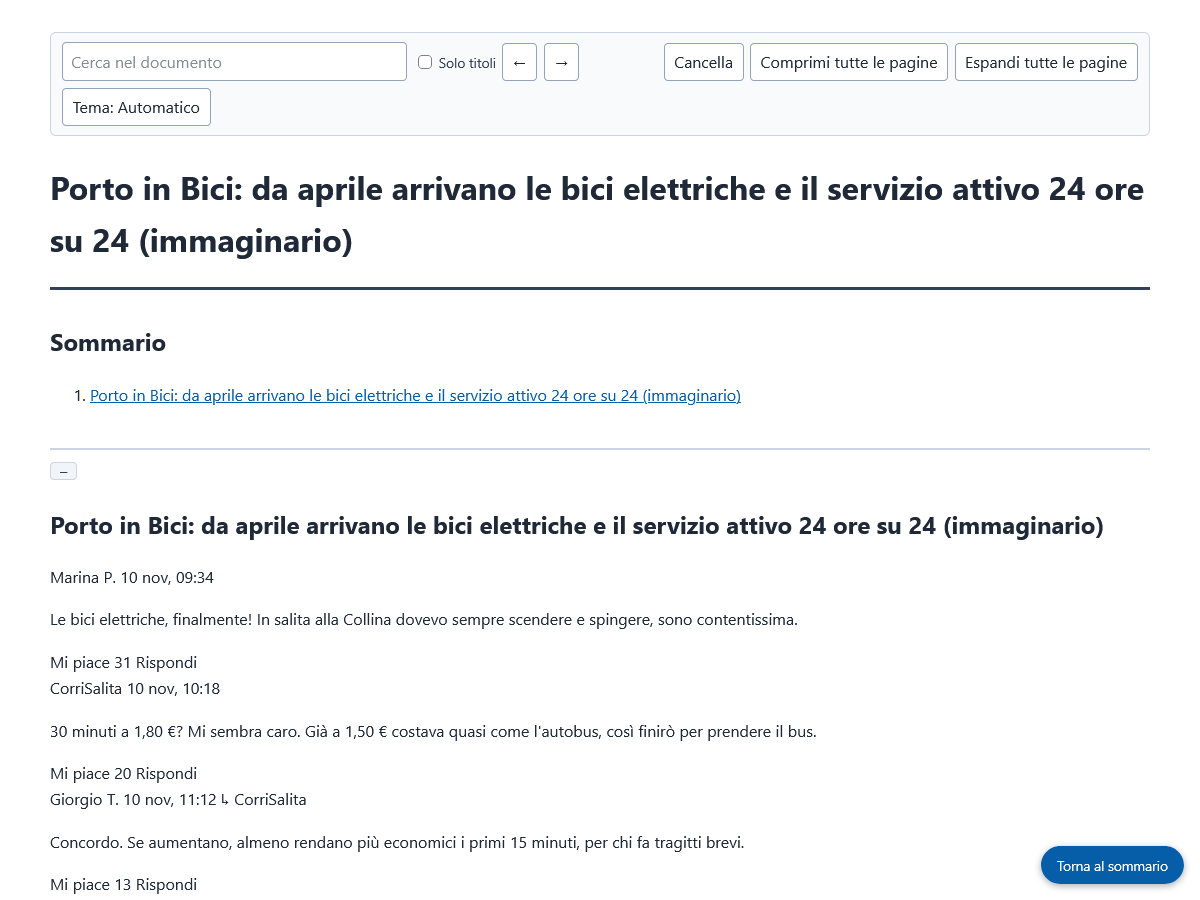 Cerca nel documento
Solo titoli
←
→
Cancella
Comprimi tutte le pagine
Espandi tutte le pagine
Tema: Automatico
Porto in Bici: da aprile arrivano le bici elettriche e il servizio attivo 24 ore
su 24 (immaginario)
Sommario
1. Porto in Bici: da aprile arrivano le bici elettriche e il servizio attivo 24 ore su 24 (immaginario)
–
Porto in Bici: da aprile arrivano le bici elettriche e il servizio attivo 24 ore su 24 (immaginario)
Marina P. 10 nov, 09:34
Le bici elettriche, finalmente! In salita alla Collina dovevo sempre scendere e spingere, sono contentissima.
Mi piace 31 Rispondi
CorriSalita 10 nov, 10:18
30 minuti a 1,80 €? Mi sembra caro. Già a 1,50 € costava quasi come l'autobus, così finirò per prendere il bus.
Mi piace 20 Rispondi
Giorgio T. 10 nov, 11:12 ↳ CorriSalita
Concordo. Se aumentano, almeno rendano più economici i primi 15 minuti, per chi fa tragitti brevi.
Mi piace 13 Rispondi
Torna al sommario